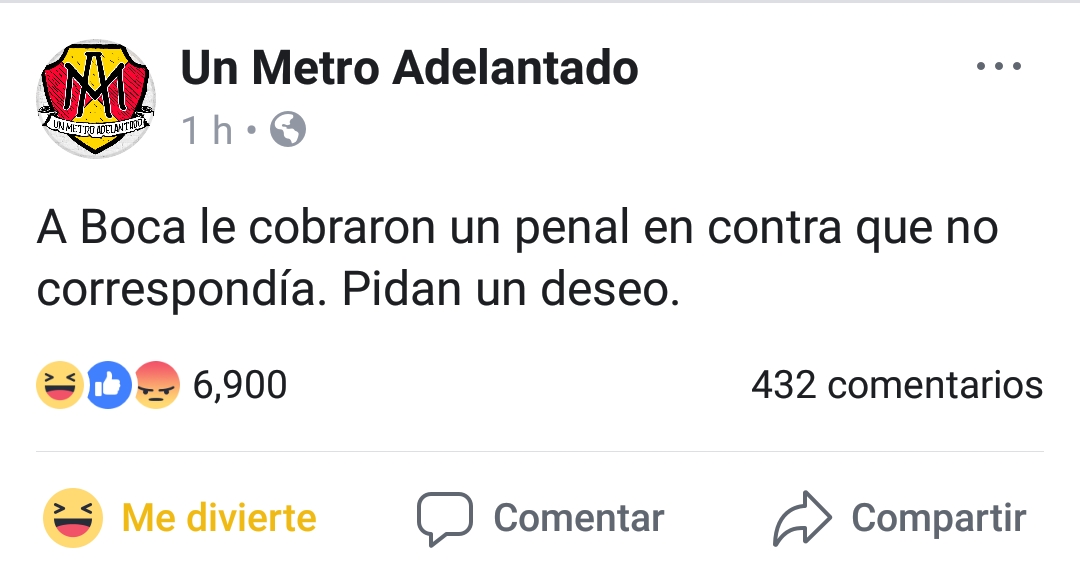 Un Metro Adelantado
1 h •
UN METRO ADELANTADO
A Boca le cobraron un penal en contra que no
correspondía. Pidan un deseo.
6,900
432 comentarios
Me divierte
Comentar
Compartir